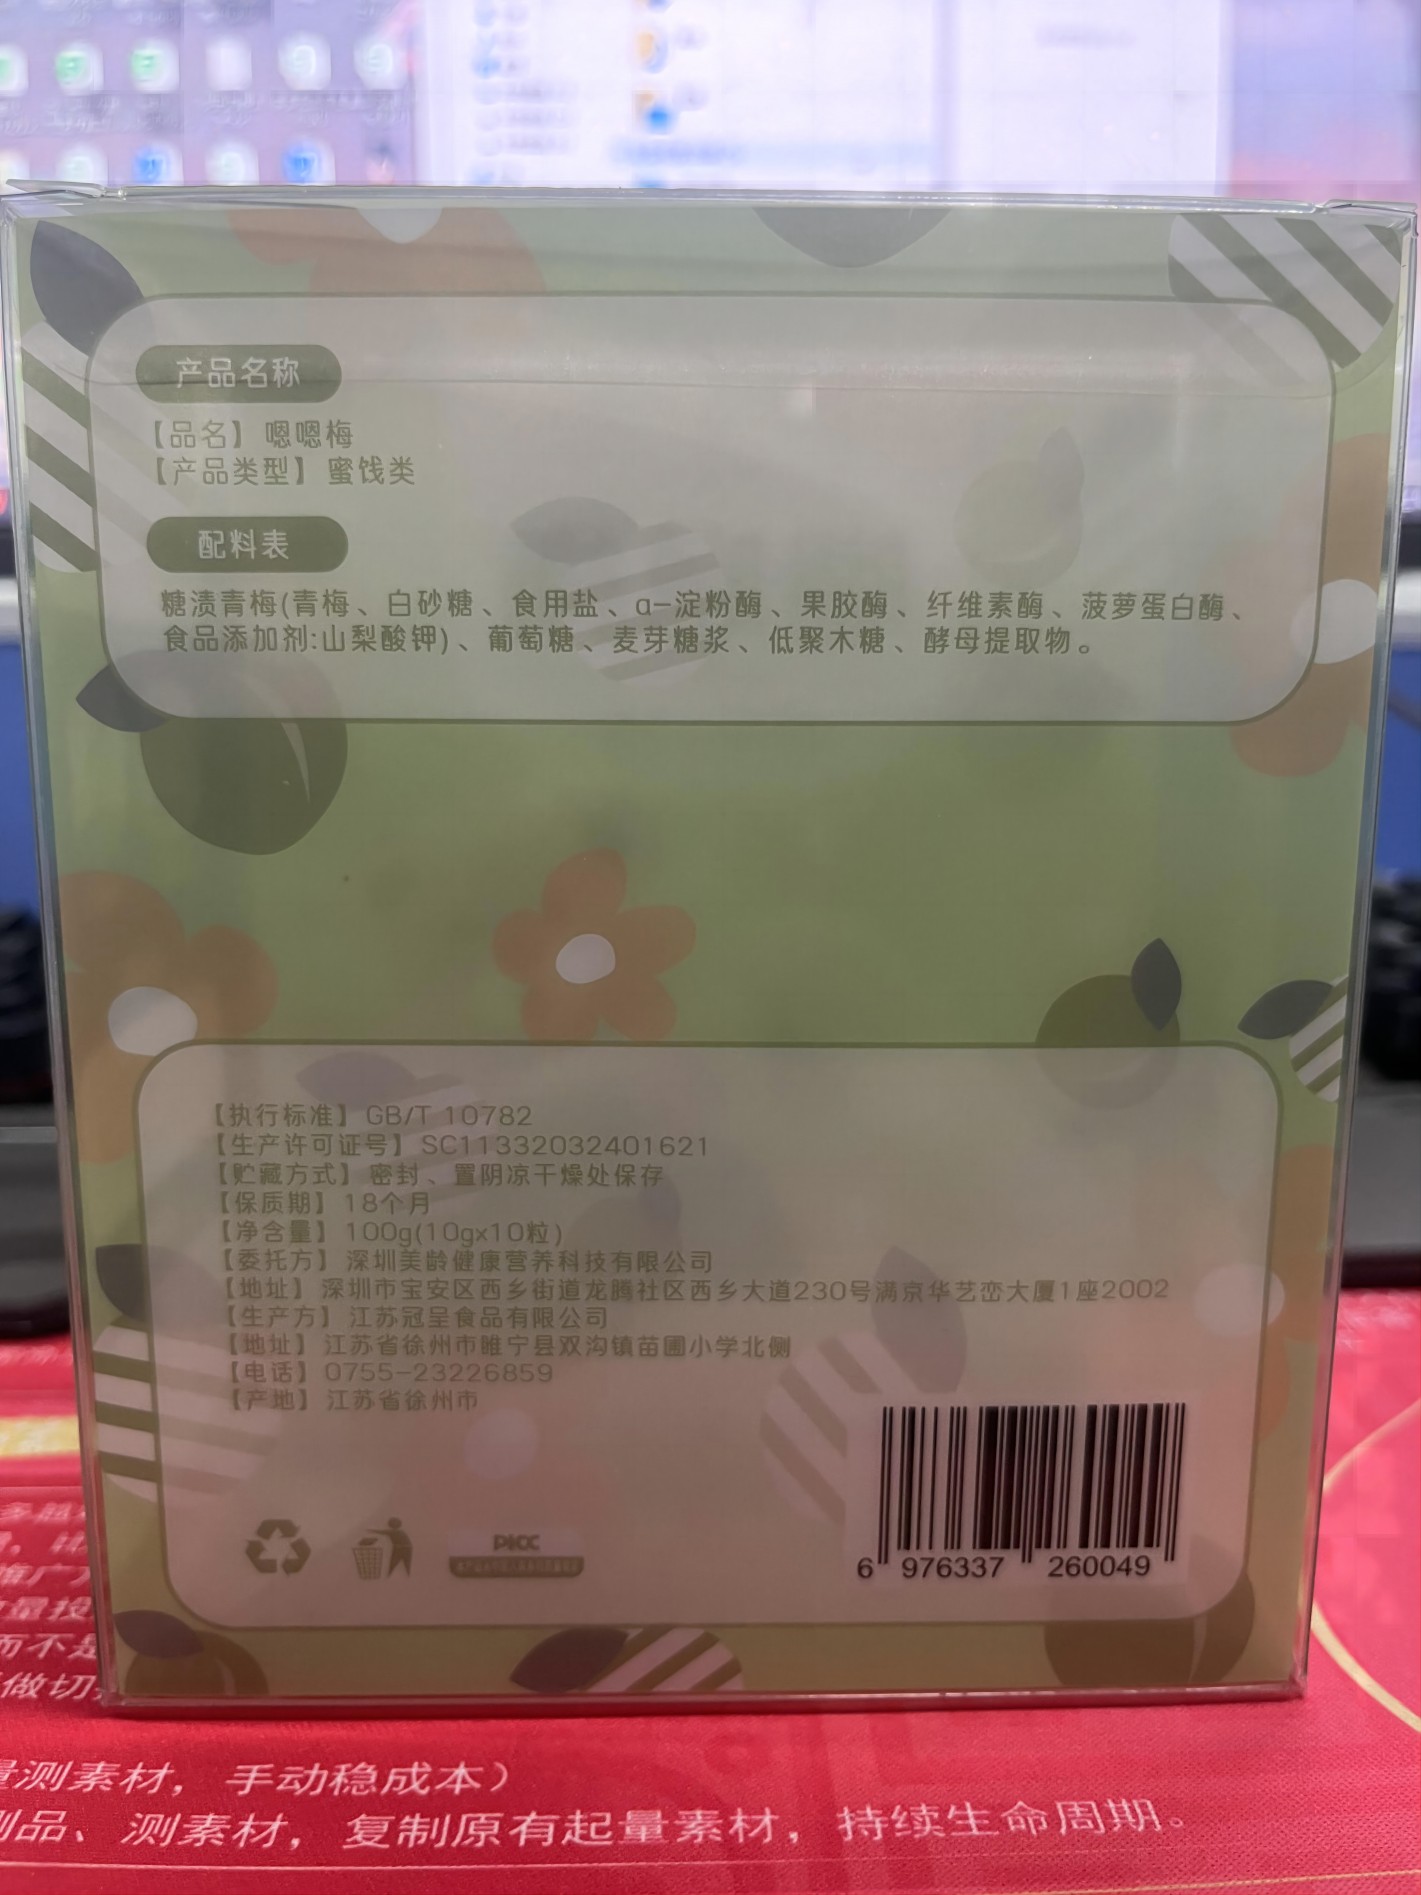 产品名称
【品名】嗯嗯梅
【产品类型】蜜饯类
配料表
糖渍青梅(青梅、白砂糖、食用盐、α-淀粉酶、果胶酶、纤维素酶、菠萝蛋白酶、
食品添加剂:山梨酸钾)、葡萄糖、麦芽糖浆、低聚木糖、酵母提取物。
【执行标准】GB/T 10782
【生产许可证号】SC11332032401621
【贮藏方式】密封、置阴凉干燥处保存
【保质期】18个月
【净含量】100g(10gx10粒)
【委托方】深圳美龄健康营养科技有限公司
【地址】深圳市宝安区西乡街道龙腾社区西乡大道230号满京华艺峦大厦1座2002
【生产方】江苏冠呈食品有限公司
【地址】江苏省徐州市睢宁县双沟镇苗圃小学北侧
【电话】0755-23226859
【产地】江苏省徐州市
PICC
6 976337 260049
而不是
做切
量测素材，手动稳成本）
制品、测素材，复制原有起量素材，持续生命周期。